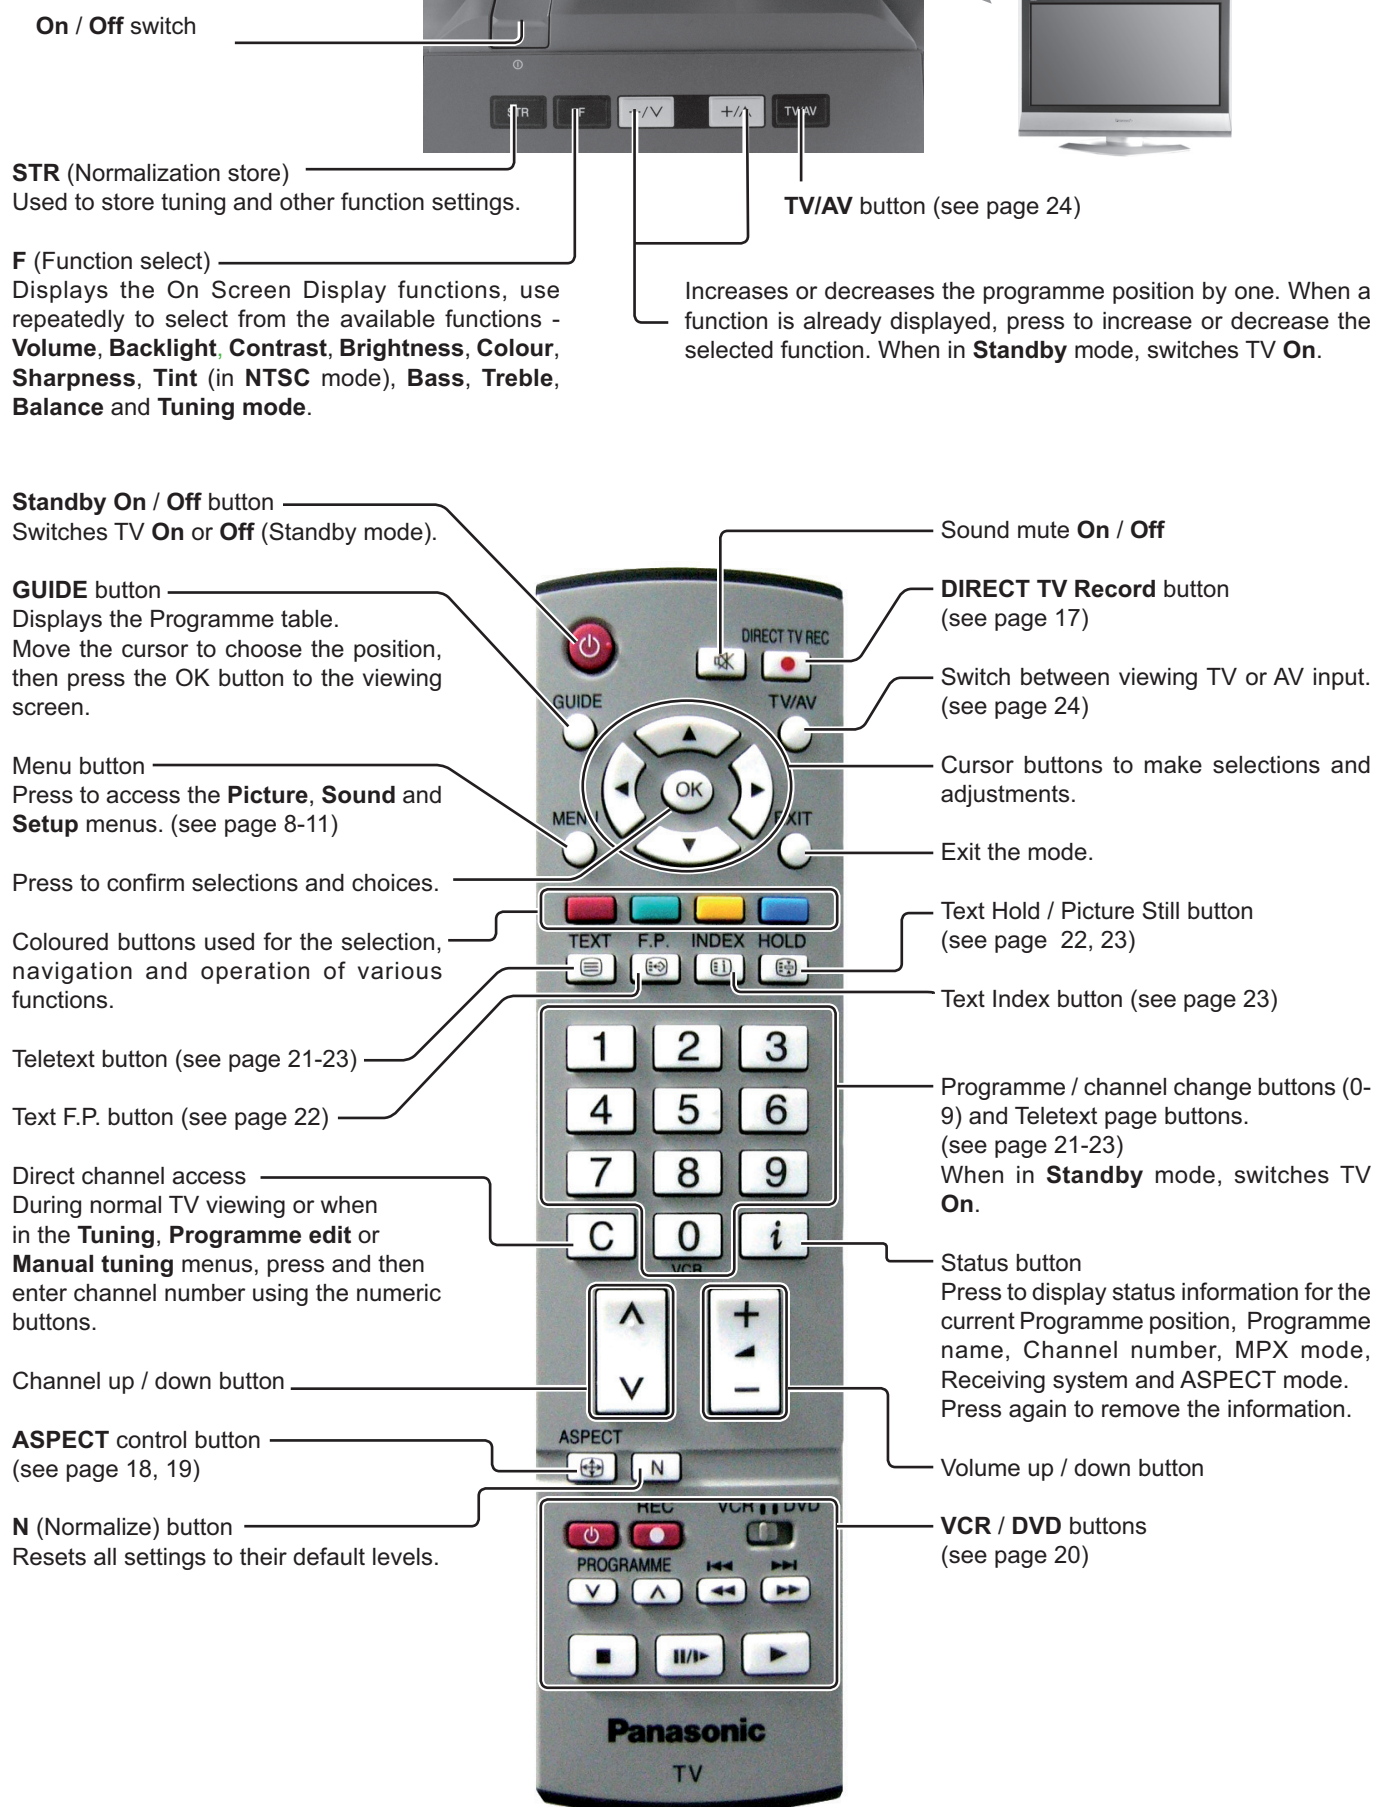 On / Off switch
STR
F
-/V
+/Λ
TV/AV
STR (Normalization store)
Used to store tuning and other function settings.
TV/AV button (see page 24)
F (Function select)
Displays the On Screen Display functions, use
repeatedly to select from the available functions -
Volume, Backlight, Contrast, Brightness, Colour,
Sharpness, Tint (in NTSC mode), Bass, Treble,
Balance and Tuning mode.
Increases or decreases the programme position by one. When a
function is already displayed, press to increase or decrease the
selected function. When in Standby mode, switches TV On.
Standby On / Off button
Switches TV On or Off (Standby mode).
GUIDE button
Displays the Programme table.
Move the cursor to choose the position,
then press the OK button to the viewing
screen.
Menu button
Press to access the Picture, Sound and
Setup menus. (see page 8-11)
Press to confirm selections and choices.
Coloured buttons used for the selection,
navigation and operation of various
functions.
Teletext button (see page 21-23)
Text F.P. button (see page 22)
Direct channel access
During normal TV viewing or when
in the Tuning, Programme edit or
Manual tuning menus, press and then
enter channel number using the numeric
buttons.
Channel up / down button
ASPECT control button
(see page 18, 19)
N (Normalize) button
Resets all settings to their default levels.
DIRECT TV REC
GUIDE
TV/AV
OK
MENU
EXIT
TEXT F.P. INDEX HOLD
1 2 3
4 5 6
7 8 9
C 0 i
VCR
+
−
ASPECT
N
REC VCR DVD
PROGRAMME
Panasonic
TV
Sound mute On / Off
DIRECT TV Record button
(see page 17)
Switch between viewing TV or AV input.
(see page 24)
Cursor buttons to make selections and
adjustments.
Exit the mode.
Text Hold / Picture Still button
(see page 22, 23)
Text Index button (see page 23)
Programme / channel change buttons (0-
9) and Teletext page buttons.
(see page 21-23)
When in Standby mode, switches TV
On.
Status button
Press to display status information for the
current Programme position, Programme
name, Channel number, MPX mode,
Receiving system and ASPECT mode.
Press again to remove the information.
Volume up / down button
VCR / DVD buttons
(see page 20)